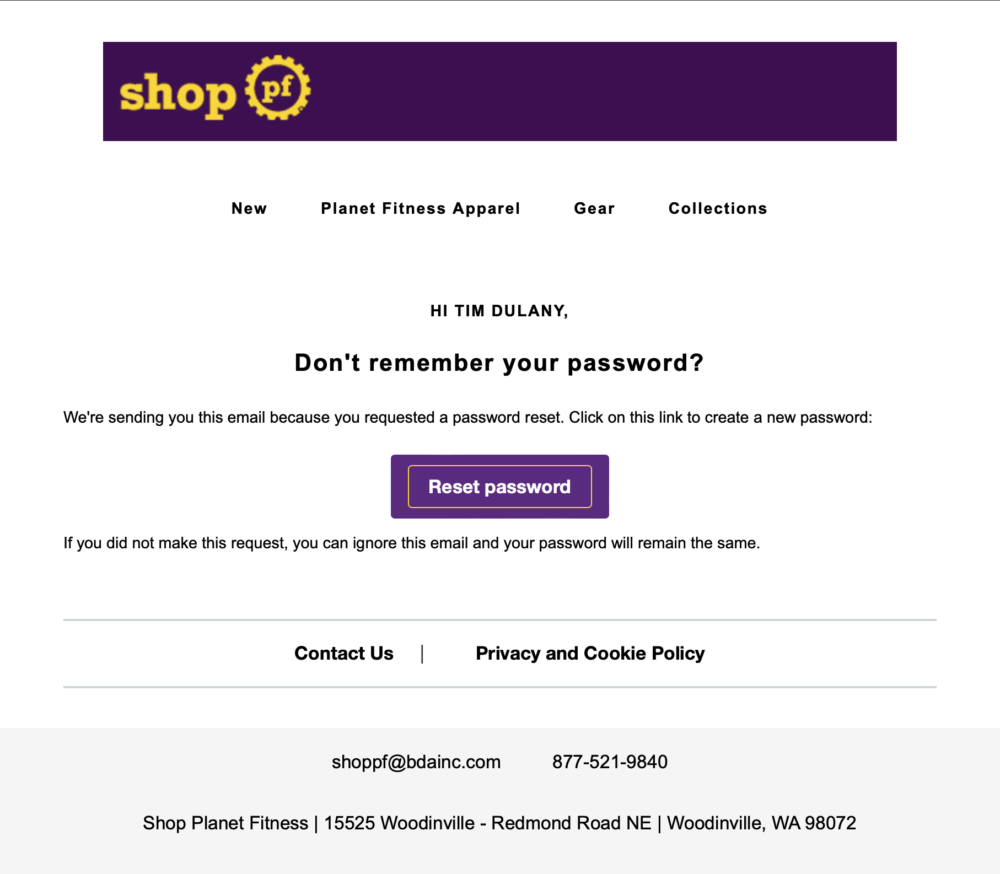 shop pf
New Planet Fitness Apparel Gear Collections
HI TIM DULANY,
Don't remember your password?
We're sending you this email because you requested a password reset. Click on this link to create a new password:
Reset password
If you did not make this request, you can ignore this email and your password will remain the same.
Contact Us | Privacy and Cookie Policy
shoppf@bdainc.com 877-521-9840
Shop Planet Fitness | 15525 Woodinville - Redmond Road NE | Woodinville, WA 98072